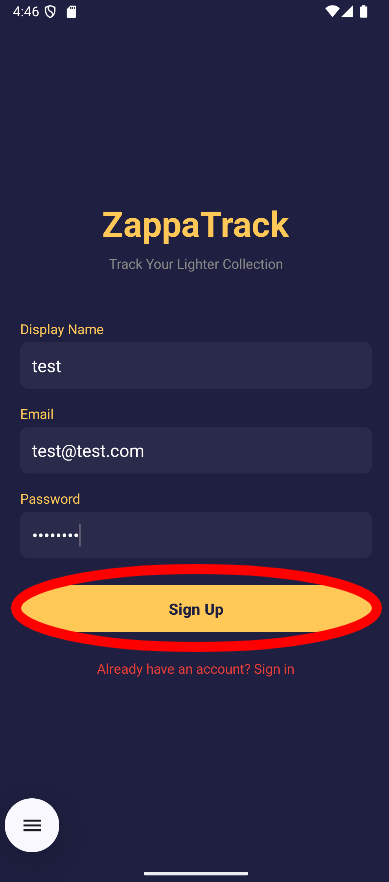 4:46
ZappaTrack
Track Your Lighter Collection
Display Name
test
Email
test@test.com
Password
••••••••
Sign Up
Already have an account? Sign in